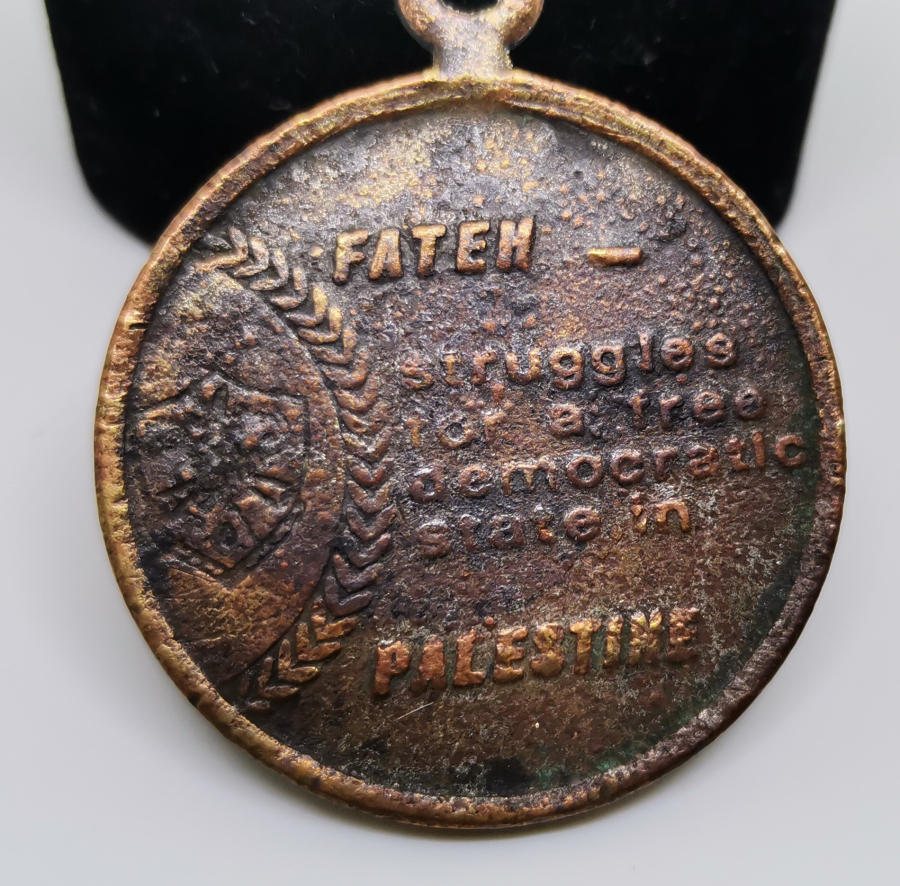 FATEH –
struggles
for a free
democratic
state in
PALESTINE